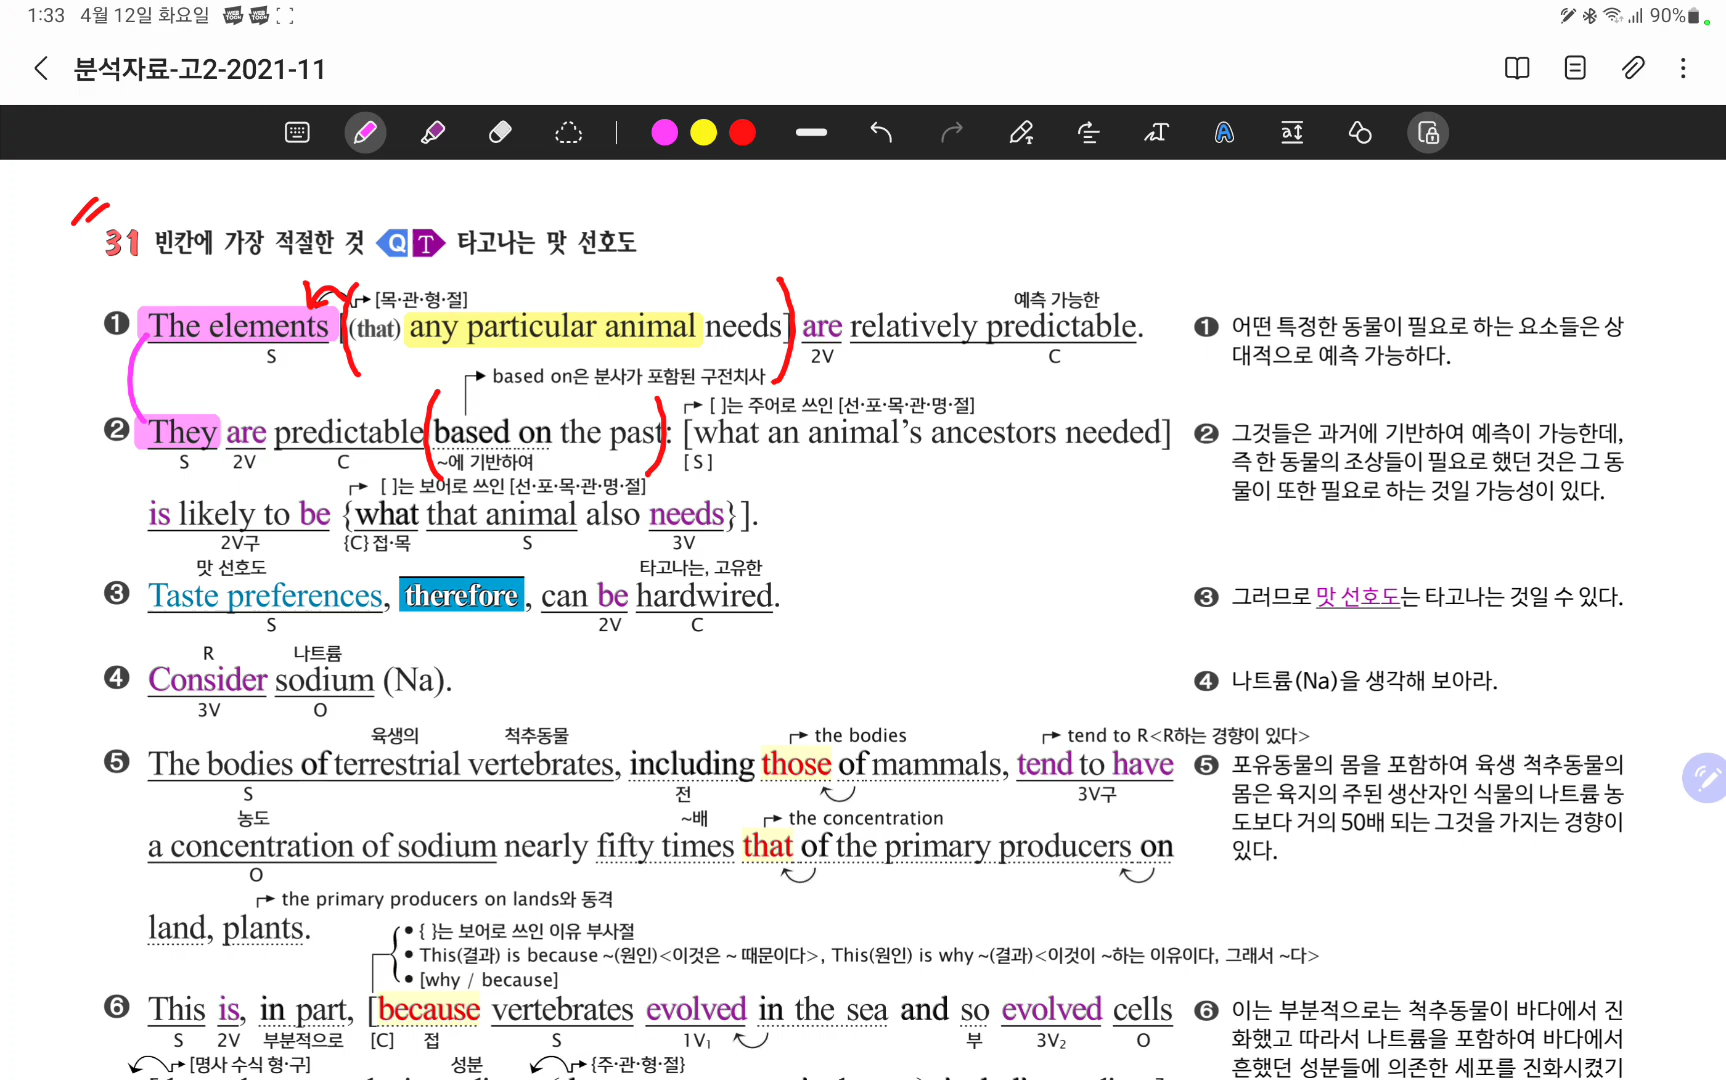 1:33 4월 12일 화요일 90%
분석자료-고2-2021-11
31 빈칸에 가장 적절한 것 Q T 타고나는 맛 선호도
[목·관·형·절] 예측 가능한
❶ The elements [(that) any particular animal needs] are relatively predictable. ❶ 어떤 특정한 동물이 필요로 하는 요소들은 상
S 2V C 대적으로 예측 가능하다.
based on은 분사가 포함된 구전치사
[ ]는 주어로 쓰인 [선·포·목·관·명·절]
❷ They are predictable based on the past: [what an animal's ancestors needed] ❷ 그것들은 과거에 기반하여 예측이 가능한데,
S 2V C ~에 기반하여 [S] 즉 한 동물의 조상들이 필요로 했던 것은 그 동
[ ]는 보어로 쓰인 [선·포·목·관·명·절] 물이 또한 필요로 하는 것일 가능성이 있다.
is likely to be {what that animal also needs}].
2V구 {C} 접·목 S 3V
맛 선호도 타고나는, 고유한
❸ Taste preferences, therefore, can be hardwired. ❸ 그러므로 맛 선호도는 타고나는 것일 수 있다.
S 2V C
R 나트륨
❹ Consider sodium (Na). ❹ 나트륨(Na)을 생각해 보아라.
3V O
육생의 척추동물 the bodies tend to R<R하는 경향이 있다>
❺ The bodies of terrestrial vertebrates, including those of mammals, tend to have ❺ 포유동물의 몸을 포함하여 육생 척추동물의
S 전 3V구 몸은 육지의 주된 생산자인 식물의 나트륨 농
농도 ~배 the concentration 도보다 거의 50배 되는 그것을 가지는 경향이
a concentration of sodium nearly fifty times that of the primary producers on 있다.
O
the primary producers on lands와 동격
land, plants.
• { }는 보어로 쓰인 이유 부사절
• This(결과) is because ~(원인)<이것은 ~ 때문이다>, This(원인) is why ~(결과)<이것이 ~하는 이유이다, 그래서 ~다>
• [why / because]
❻ This is, in part, [because vertebrates evolved in the sea and so evolved cells ❻ 이는 부분적으로는 척추동물이 바다에서 진
S 2V 부분적으로 [C] 접 S 1V₁ 부 3V₂ O 화했고 따라서 나트륨을 포함하여 바다에서
[명사 수식 형·구] 성분 {주·관·형·절} 흔했던 성분들에 의존한 세포를 진화시켰기